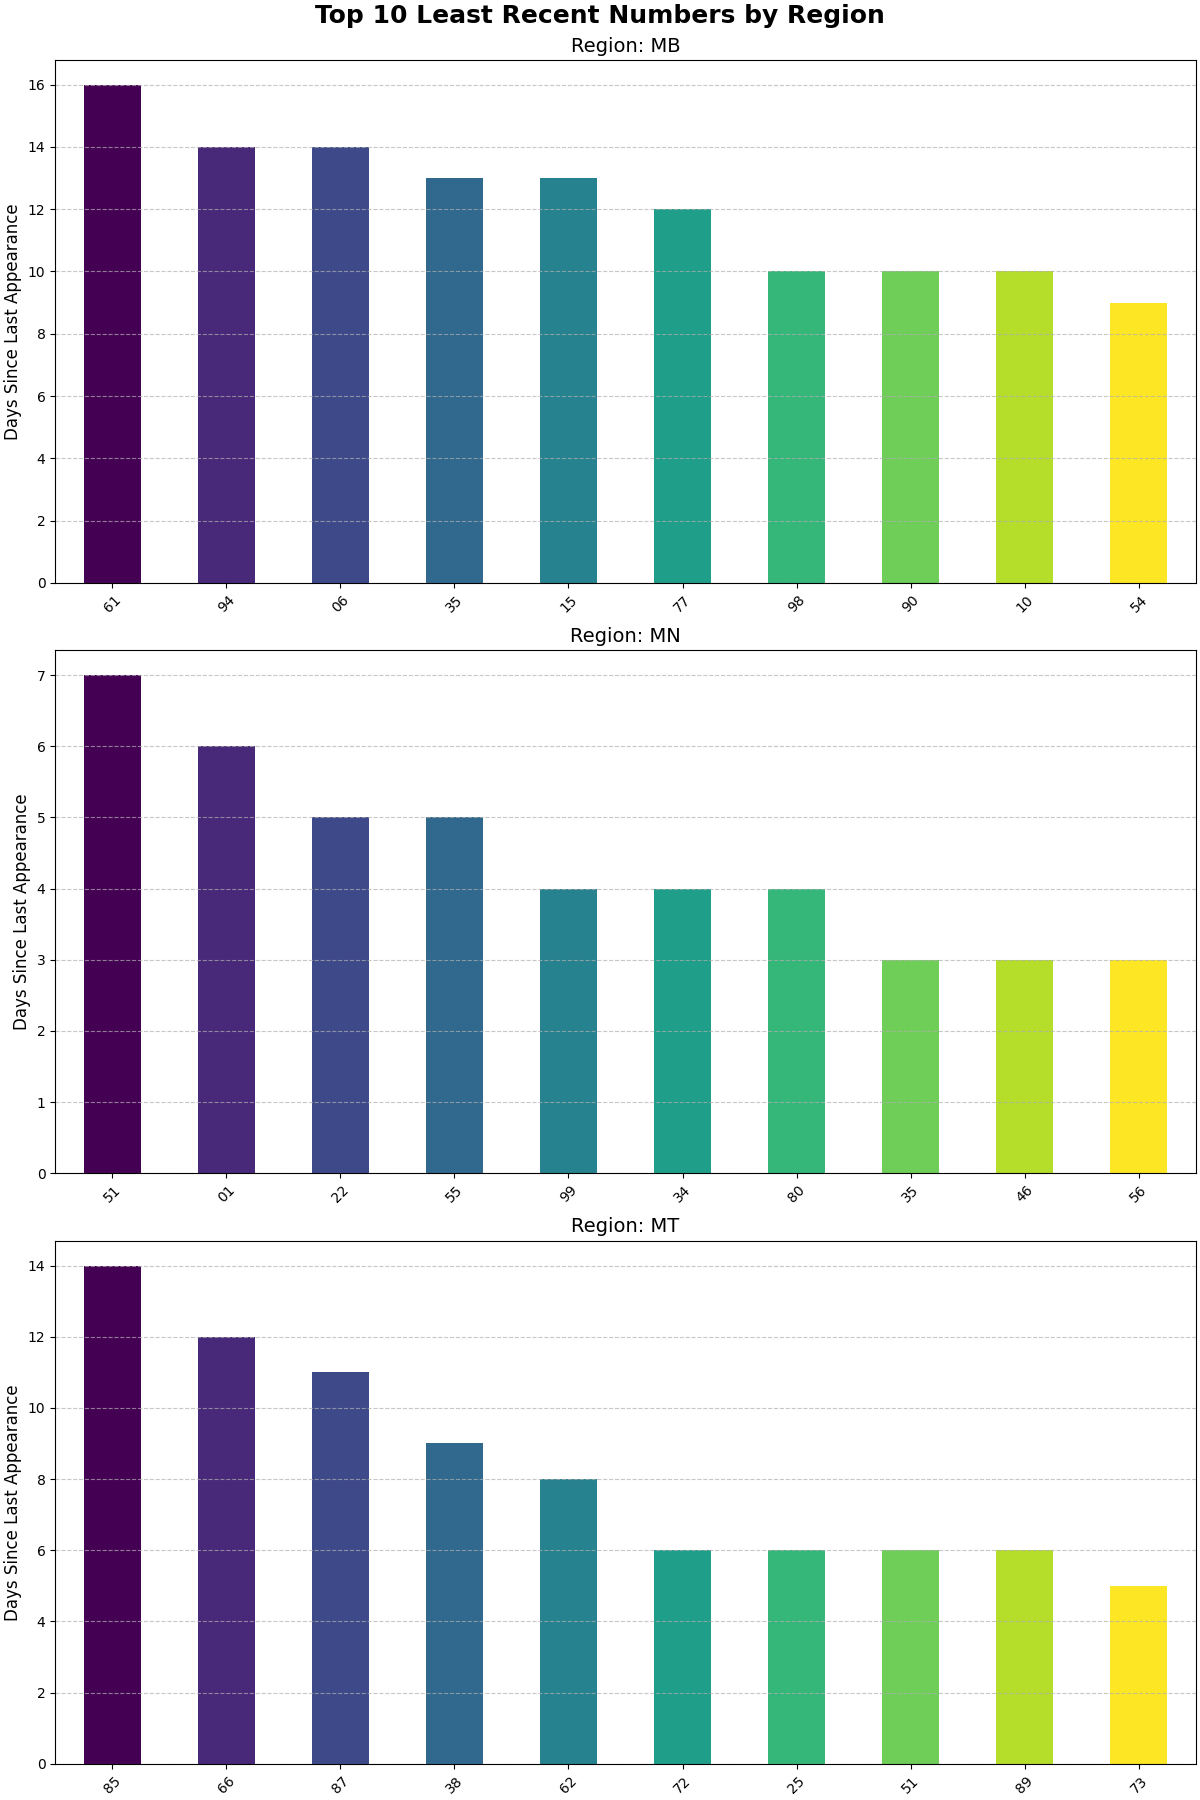 Top 10 Least Recent Numbers by Region
Region: MB
Days Since Last Appearance
16
14
12
10
8
6
4
2
0
61 94 06 35 15 77 98 90 10 54
Region: MN
Days Since Last Appearance
7
6
5
4
3
2
1
0
51 01 22 55 99 34 80 35 46 56
Region: MT
Days Since Last Appearance
14
12
10
8
6
4
2
0
85 66 87 38 62 72 25 51 89 73